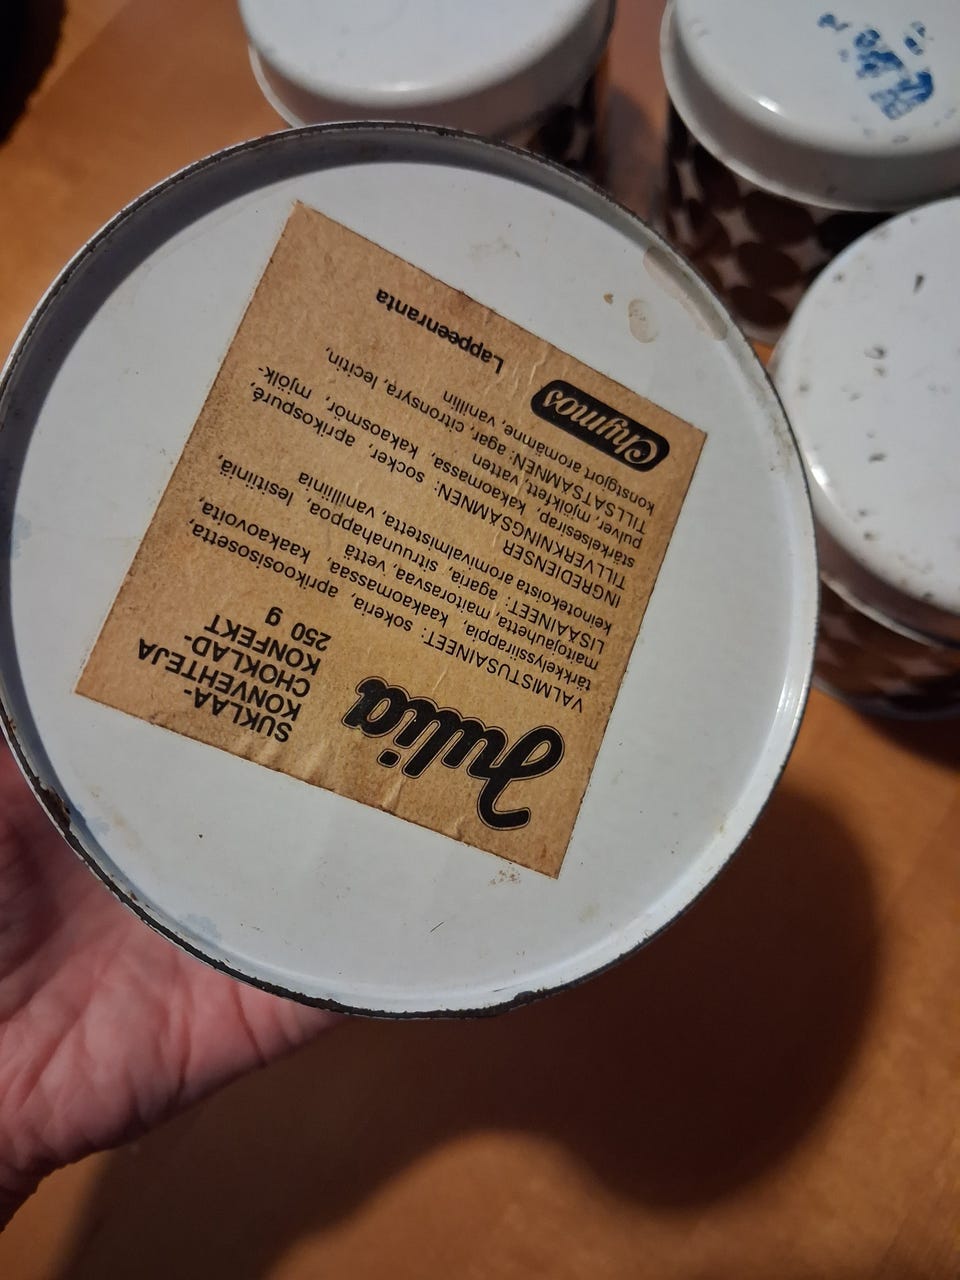 Julia
SUKLAA-
KONVEHTEJA
CHOKLAD-
KONFEKT
250 g
VALMISTUSAINEET: sokeria, aprikoosisosetta,
tärkkelyssiirappia, kaakaomassaa, kaakaovoita,
maitojauhetta, maitorasvaa, vettä
LISÄAINEET: agaria, sitruunahappoa, lesitiiniä,
keinotekoista aromivalmistetta, vanilliinia
INGREDIENSER
TILLVERKNINGSÄMNEN: socker, aprikospuré,
stärkelsesirap, kakaomassa, kakaosmör, mjölk-
pulver, mjölkfett, vatten
TILLSATSÄMNEN: agar, citronsyra, lecitin,
konstgjort aromämne, vanillin
Chymos
Lappeenranta